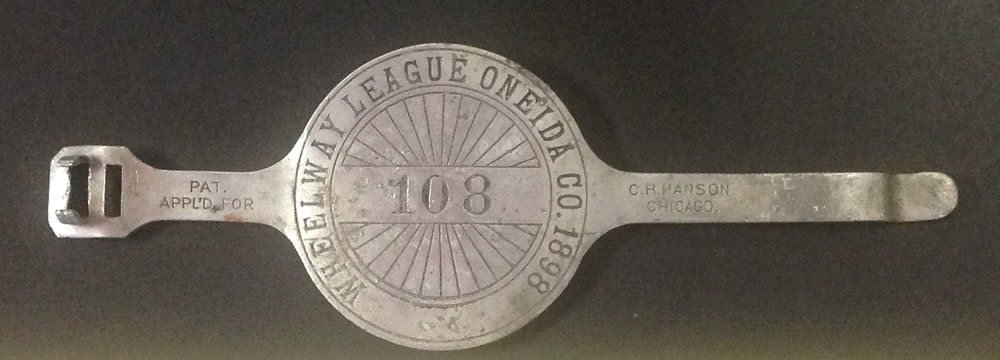 WHEELWAY LEAGUE ONEIDA CO. 1898
108
PAT.
APPL'D. FOR
C.H. HANSON
CHICAGO.